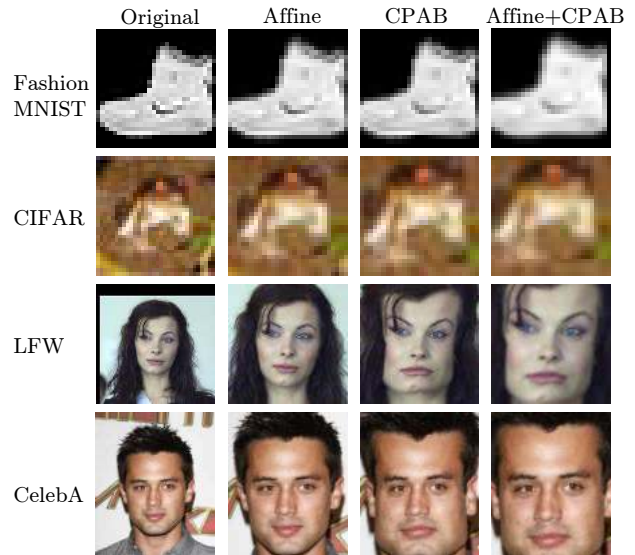 Original Affine CPAB Affine+CPAB
Fashion
MNIST
CIFAR
LFW
CelebA